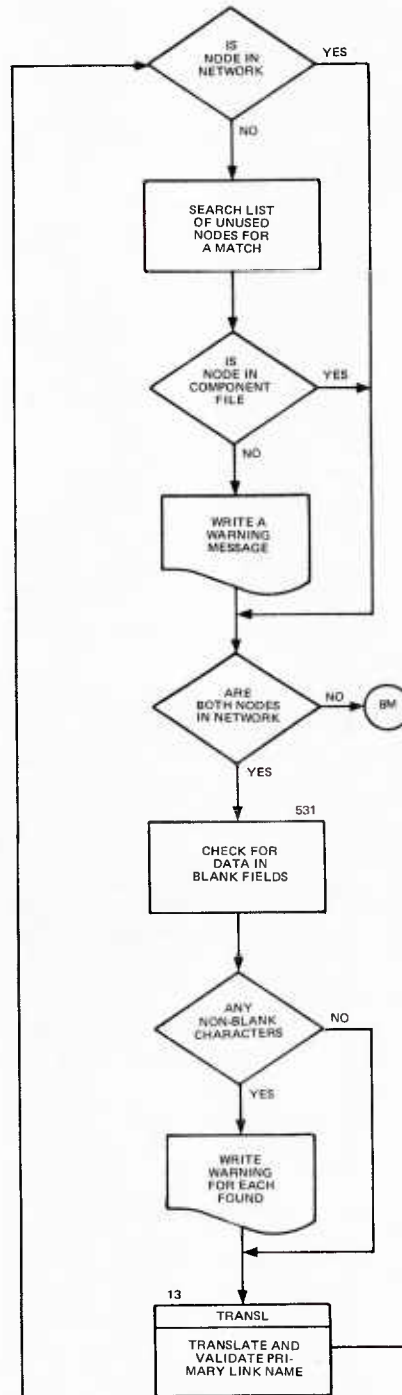 IS
NODE IN
NETWORK
YES
NO
SEARCH LIST
OF UNUSED
NODES FOR
A MATCH
IS
NODE IN
COMPONENT
FILE
YES
NO
WRITE A
WARNING
MESSAGE
ARE
BOTH NODES
IN NETWORK
NO
BM
YES
531
CHECK FOR
DATA IN
BLANK FIELDS
ANY
NON-BLANK
CHARACTERS
NO
YES
WRITE
WARNING
FOR EACH
FOUND
13
TRANSL
TRANSLATE AND
VALIDATE PRI-
MARY LINK NAME